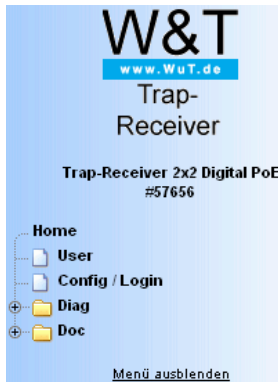 W&T
www.WuT.de
Trap-
Receiver
Trap-Receiver 2x2 Digital PoE
#57656
Home
User
Config / Login
Diag
Doc
Menü ausblenden